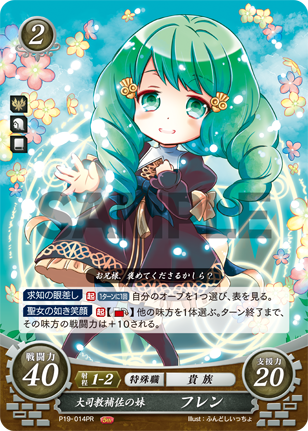 2
SAMPLE
お兄様、褒めてくださるかしら?
求知の眼差し 起 1ターンに1回 自分のオーブを1つ選び、表を見る。
聖女の如き笑顔 起 【】他の味方を1体選ぶ。ターン終了まで、
その味方の戦闘力は+10される。
戦闘力
40
射程 1-2
特殊職
貴族
支援力
20
大司教補佐の妹 フレン
P19-014PR
Illust:ふんどしいっちょ